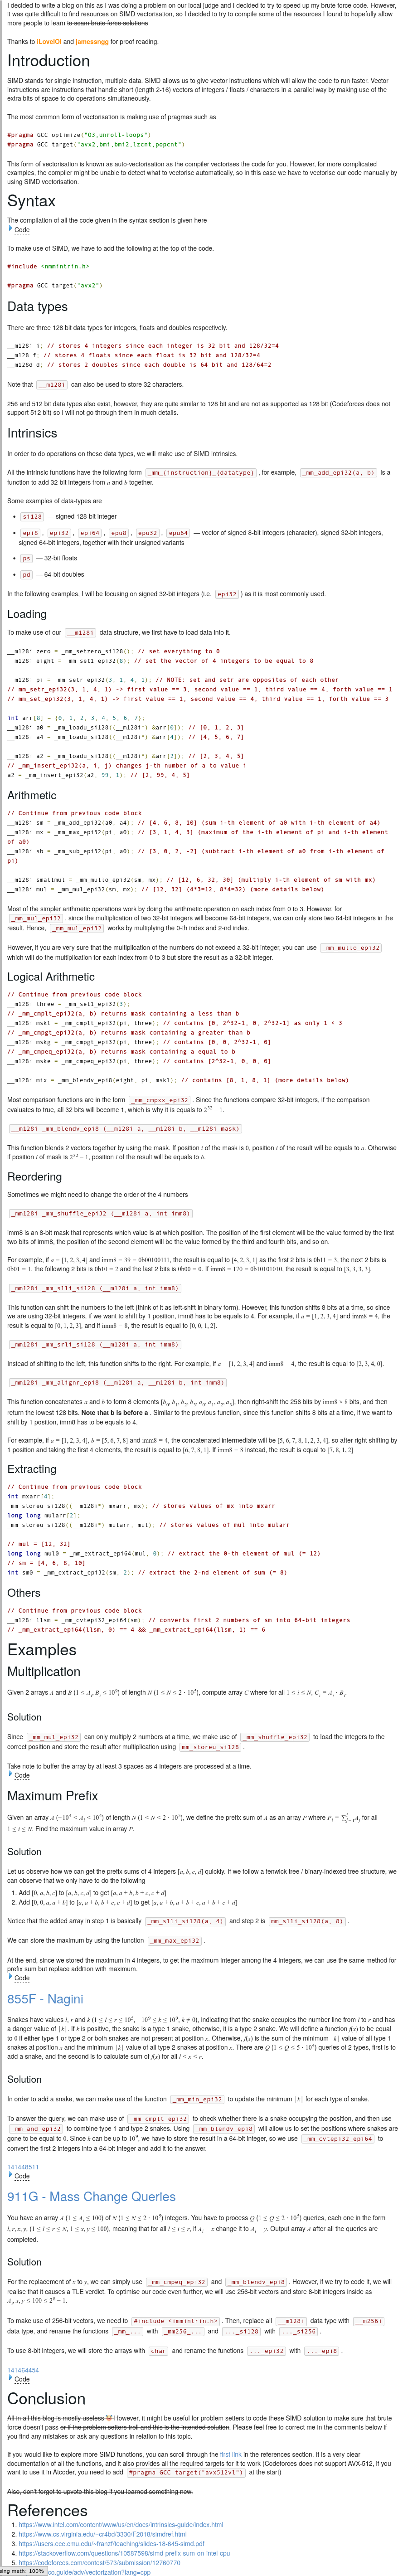 I decided to write a blog on this as I was doing a problem on our local judge and I decided to try to speed up my brute force code. However,
it was quite difficult to find resources on SIMD vectorisation, so I decided to try to compile some of the resources I found to hopefully allow
more people to learn to scam brute force solutions
Thanks to iLoveIOI and jamessngg for proof reading.
Introduction
SIMD stands for single instruction, multiple data. SIMD allows us to give vector instructions which will allow the code to run faster. Vector
instructions are instructions that handle short (length 2-16) vectors of integers / floats / characters in a parallel way by making use of the
extra bits of space to do operations simultaneously.
The most common form of vectorisation is making use of pragmas such as
#pragma GCC optimize("O3,unroll-loops")
#pragma GCC target("avx2,bmi,bmi2,lzcnt,popcnt")
This form of vectorisation is known as auto-vectorisation as the compiler vectorises the code for you. However, for more complicated
examples, the compiler might be unable to detect what to vectorise automatically, so in this case we have to vectorise our code manually by
using SIMD vectorisation.
Syntax
The compilation of all the code given in the syntax section is given here
Code
To make use of SIMD, we have to add the following at the top of the code.
#include <nmmintrin.h>
#pragma GCC target("avx2")
Data types
There are three 128 bit data types for integers, floats and doubles respectively.
__m128i i; // stores 4 integers since each integer is 32 bit and 128/32=4
__m128 f; // stores 4 floats since each float is 32 bit and 128/32=4
__m128d d; // stores 2 doubles since each double is 64 bit and 128/64=2
Note that __m128i can also be used to store 32 characters.
256 and 512 bit data types also exist, however, they are quite similar to 128 bit and are not as supported as 128 bit (Codeforces does not
support 512 bit) so I will not go through them in much details.
Intrinsics
In order to do operations on these data types, we will make use of SIMD intrinsics.
All the intrinsic functions have the following form _mm_{instruction}_{datatype} , for example, _mm_add_epi32(a, b) is a
function to add 32-bit integers from a and b together.
Some examples of data-types are
si128 — signed 128-bit integer
epi8 , epi32 , epi64 , epu8 , epu32 , epu64 — vector of signed 8-bit integers (character), signed 32-bit integers,
signed 64-bit integers, together with their unsigned variants
ps — 32-bit floats
pd — 64-bit doubles
In the following examples, I will be focusing on signed 32-bit integers (i.e. epi32 ) as it is most commonly used.
Loading
To make use of our __m128i data structure, we first have to load data into it.
__m128i zero = _mm_setzero_si128(); // set everything to 0
__m128i eight = _mm_set1_epi32(8); // set the vector of 4 integers to be equal to 8
__m128i pi = _mm_setr_epi32(3, 1, 4, 1); // NOTE: set and setr are opposites of each other
// mm_setr_epi32(3, 1, 4, 1) -> first value == 3, second value == 1, third value == 4, forth value == 1
// mm_set_epi32(3, 1, 4, 1) -> first value == 1, second value == 4, third value == 1, forth value == 3
int arr[8] = {0, 1, 2, 3, 4, 5, 6, 7};
__m128i a0 = _mm_loadu_si128((__m128i*) &arr[0]); // [0, 1, 2, 3]
__m128i a4 = _mm_loadu_si128((__m128i*) &arr[4]); // [4, 5, 6, 7]
__m128i a2 = _mm_loadu_si128((__m128i*) &arr[2]); // [2, 3, 4, 5]
// _mm_insert_epi32(a, i, j) changes j-th number of a to value i
a2 = _mm_insert_epi32(a2, 99, 1); // [2, 99, 4, 5]
Arithmetic
// Continue from previous code block
__m128i sm = _mm_add_epi32(a0, a4); // [4, 6, 8, 10] (sum i-th element of a0 with i-th element of a4)
__m128i mx = _mm_max_epi32(pi, a0); // [3, 1, 4, 3] (maximum of the i-th element of pi and i-th element
of a0)
__m128i sb = _mm_sub_epi32(pi, a0); // [3, 0, 2, -2] (subtract i-th element of a0 from i-th element of
pi)
__m128i smallmul = _mm_mullo_epi32(sm, mx); // [12, 6, 32, 30] (multiply i-th element of sm with mx)
__m128i mul = _mm_mul_epi32(sm, mx); // [12, 32] (4*3=12, 8*4=32) (more details below)
Most of the simpler arithmetic operations work by doing the operation on each index from 0 to 3. However, for
_mm_mul_epi32 , since the multiplication of two 32-bit integers will become 64-bit integers, we can only store two 64-bit integers in the
result. Hence, _mm_mul_epi32 works by multiplying the 0-th index and 2-nd index.
However, if you are very sure that the multiplication of the numbers do not exceed a 32-bit integer, you can use _mm_mullo_epi32
which will do the multiplication for each index from 0 to 3 but store the result as a 32-bit integer.
Logical Arithmetic
// Continue from previous code block
__m128i three = _mm_set1_epi32(3);
// _mm_cmplt_epi32(a, b) returns mask containing a less than b
__m128i mskl = _mm_cmplt_epi32(pi, three); // contains [0, 2^32-1, 0, 2^32-1] as only 1 < 3
// _mm_cmpgt_epi32(a, b) returns mask containing a greater than b
__m128i mskg = _mm_cmpgt_epi32(pi, three); // contains [0, 0, 2^32-1, 0]
// _mm_cmpeq_epi32(a, b) returns mask containing a equal to b
__m128i mske = _mm_cmpeq_epi32(pi, three); // contains [2^32-1, 0, 0, 0]
__m128i mix = _mm_blendv_epi8(eight, pi, mskl); // contains [8, 1, 8, 1] (more details below)
Most comparison functions are in the form _mm_cmpxx_epi32 . Since the functions compare 32-bit integers, if the comparison
evaluates to true, all 32 bits will become 1, which is why it is equals to 2^32 − 1.
__m128i _mm_blendv_epi8 (__m128i a, __m128i b, __m128i mask)
This function blends 2 vectors together by using the mask. If position i of the mask is 0, position i of the result will be equals to a. Otherwise
if position i of mask is 2^32 − 1, position i of the result will be equals to b.
Reordering
Sometimes we might need to change the order of the 4 numbers
_mm128i _mm_shuffle_epi32 (__m128i a, int imm8)
imm8 is an 8-bit mask that represents which value is at which position. The position of the first element will be the value formed by the first
two bits of imm8, the position of the second element will the value formed by the third and fourth bits, and so on.
For example, if a = [1, 2, 3, 4] and imm8 = 39 = 0b00100111, the result is equal to [4, 2, 3, 1] as the first 2 bits is 0b11 = 3, the next 2 bits is
0b01 = 1, the following 2 bits is 0b10 = 2 and the last 2 bits is 0b00 = 0. If imm8 = 170 = 0b10101010, the result is equal to [3, 3, 3, 3].
_mm128i _mm_slli_si128 (__m128i a, int imm8)
This function can shift the numbers to the left (think of it as left-shift in binary form). However, this function shifts 8 bits at a time, so since
we are using 32-bit integers, if we want to shift by 1 position, imm8 has to be equals to 4. For example, if a = [1, 2, 3, 4] and imm8 = 4, the
result is equal to [0, 1, 2, 3], and if imm8 = 8, the result is equal to [0, 0, 1, 2].
_mm128i _mm_srli_si128 (__m128i a, int imm8)
Instead of shifting to the left, this function shifts to the right. For example, if a = [1, 2, 3, 4] and imm8 = 4, the result is equal to [2, 3, 4, 0].
_mm128i _mm_alignr_epi8 (__m128i a, __m128i b, int imm8)
This function concatenates a and b to form 8 elements [b0, b1, b2, b3, a0, a1, a2, a3], then right-shift the 256 bits by imm8 * 8 bits, and then
return the lowest 128 bits. Note that b is before a . Similar to the previous intrinsic, since this function shifts 8 bits at a time, if we want to
shift by 1 position, imm8 has to be equals to 4.
For example, if a = [1, 2, 3, 4], b = [5, 6, 7, 8] and imm8 = 4, the concatenated intermediate will be [5, 6, 7, 8, 1, 2, 3, 4], so after right shifting by
1 position and taking the first 4 elements, the result is equal to [6, 7, 8, 1]. If imm8 = 8 instead, the result is equal to [7, 8, 1, 2]
Extracting
// Continue from previous code block
int mxarr[4];
_mm_storeu_si128((__m128i*) mxarr, mx); // stores values of mx into mxarr
long long mularr[2];
_mm_storeu_si128((__m128i*) mularr, mul); // stores values of mul into mularr
// mul = [12, 32]
long long mul0 = _mm_extract_epi64(mul, 0); // extract the 0-th element of mul (= 12)
// sm = [4, 6, 8, 10]
int sm0 = _mm_extract_epi32(sm, 2); // extract the 2-nd element of sum (= 8)
Others
// Continue from previous code block
__m128i llsm = _mm_cvtepi32_epi64(sm); // converts first 2 numbers of sm into 64-bit integers
// _mm_extract_epi64(llsm, 0) == 4 && _mm_extract_epi64(llsm, 1) == 6
Examples
Multiplication
Given 2 arrays A and B (1 ≤ Ai, Bi ≤ 10^9) of length N (1 ≤ N ≤ 2 · 10^5), compute array C where for all 1 ≤ i ≤ N, Ci = Ai · Bi.
Solution
Since _mm_mul_epi32 can only multiply 2 numbers at a time, we make use of _mm_shuffle_epi32 to load the integers to the
correct position and store the result after multiplication using mm_storeu_si128 .
Take note to buffer the array by at least 3 spaces as 4 integers are processed at a time.
Code
Maximum Prefix
Given an array A (−10^4 ≤ Ai ≤ 10^4) of length N (1 ≤ N ≤ 2 · 10^5), we define the prefix sum of A as an array P where Pi = ∑ij=1 Aj for all
1 ≤ i ≤ N. Find the maximum value in array P.
Solution
Let us observe how we can get the prefix sums of 4 integers [a, b, c, d] quickly. If we follow a fenwick tree / binary-indexed tree structure, we
can observe that we only have to do the following
1. Add [0, a, b, c] to [a, b, c, d] to get [a, a + b, b + c, c + d]
2. Add [0, 0, a, a + b] to [a, a + b, b + c, c + d] to get [a, a + b, a + b + c, a + b + c + d]
Notice that the added array in step 1 is basically _mm_slli_si128(a, 4) and step 2 is mm_slli_si128(a, 8) .
We can store the maximum by using the function _mm_max_epi32 .
At the end, since we stored the maximum in 4 integers, to get the maximum integer among the 4 integers, we can use the same method for
prefix sum but replace addition with maximum.
Code
855F - Nagini
Snakes have values l, r and k (1 ≤ l ≤ r ≤ 10^5, −10^9 ≤ k ≤ 10^9, k ≠ 0), indicating that the snake occupies the number line from l to r and has
a danger value of |k|. If k is positive, the snake is a type 1 snake, otherwise, it is a type 2 snake. We will define a function f(x) to be equal
to 0 if either type 1 or type 2 or both snakes are not present at position x. Otherwise, f(x) is the sum of the minimum |k| value of all type 1
snakes at position x and the minimum |k| value of all type 2 snakes at position x. There are Q (1 ≤ Q ≤ 5 · 10^4) queries of 2 types, first is to
add a snake, and the second is to calculate sum of f(x) for all l ≤ x ≤ r.
Solution
In order to add a snake, we can make use of the function _mm_min_epi32 to update the minimum |k| for each type of snake.
To answer the query, we can make use of _mm_cmplt_epi32 to check whether there is a snake occupying the position, and then use
_mm_and_epi32 to combine type 1 and type 2 snakes. Using _mm_blendv_epi8 will allow us to set the positions where snakes are
gone to be equal to 0. Since k can be up to 10^9, we have to store the result in a 64-bit integer, so we use _mm_cvtepi32_epi64 to
convert the first 2 integers into a 64-bit integer and add it to the answer.
141448511
Code
911G - Mass Change Queries
You have an array A (1 ≤ Ai ≤ 100) of N (1 ≤ N ≤ 2 · 10^5) integers. You have to process Q (1 ≤ Q ≤ 2 · 10^5) queries, each one in the form
l, r, x, y, (1 ≤ l ≤ r ≤ N, 1 ≤ x, y ≤ 100), meaning that for all l ≤ i ≤ r, if Ai = x change it to Ai = y. Output array A after all the queries are
completed.
Solution
For the replacement of x to y, we can simply use _mm_cmpeq_epi32 and _mm_blendv_epi8 . However, if we try to code it, we will
realise that it causes a TLE verdict. To optimise our code even further, we will use 256-bit vectors and store 8-bit integers instead as
Ai, x, y ≤ 100 ≤ 2^8 − 1.
To make use of 256-bit vectors, we need to #include <immintrin.h> . Then, replace all __m128i data type with __m256i
data type, and rename the functions _mm_... with _mm256_... and ..._si128 with ..._si256 .
To use 8-bit integers, we will store the arrays with char and rename the functions ..._epi32 with ..._epi8 .
141464454
Code
Conclusion
All in all this blog is mostly useless However, it might be useful for problem setters to code these SIMD solution to make sure that brute
force doesn't pass or if the problem setters troll and this is the intended solution. Please feel free to correct me in the comments below if
you find any mistakes or ask any question in relations to this topic.
If you would like to explore more SIMD functions, you can scroll through the first link in the references section. It is a very clear
representation of all the functions and it also provides all the required targets for it to work (Codeforces does not support AVX-512, if you
want to use it on Atcoder, you need to add #pragma GCC target("avx512vl") at the start)
Also, don't forget to upvote this blog if you learned something new.
References
1. https://www.intel.com/content/www/us/en/docs/intrinsics-guide/index.html
2. https://www.cs.virginia.edu/~cr4bd/3330/F2018/simdref.html
3. https://users.ece.cmu.edu/~franzf/teaching/slides-18-645-simd.pdf
4. https://stackoverflow.com/questions/10587598/simd-prefix-sum-on-intel-cpu
5. https://codeforces.com/contest/573/submission/12760770
sing math: 100% co.guide/adv/vectorization?lang=cpp